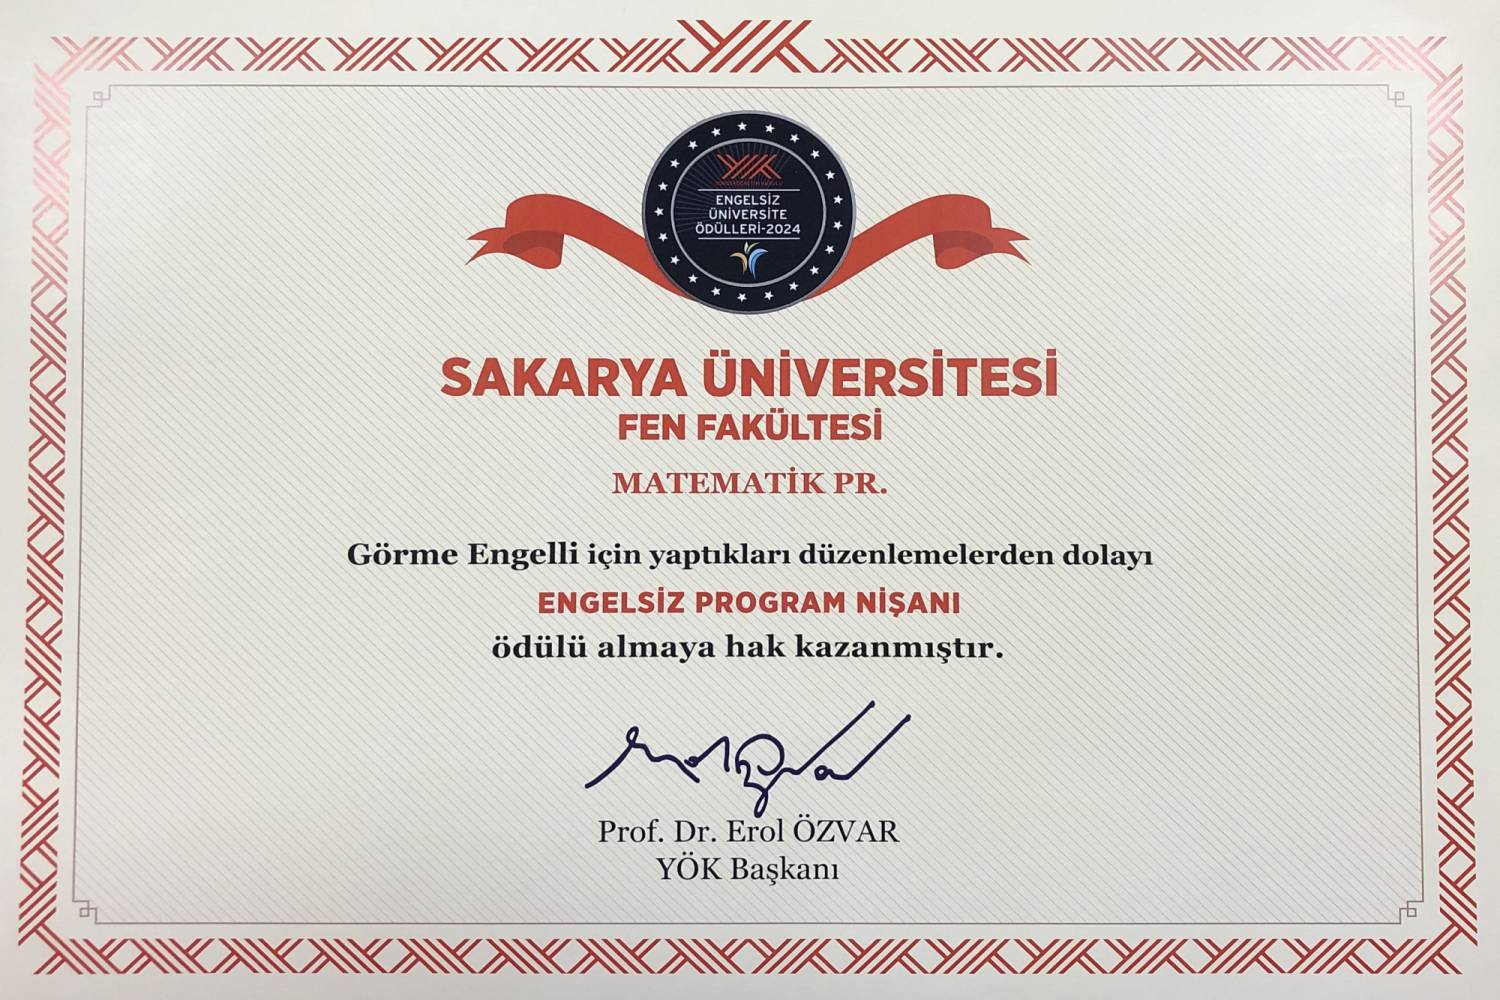 ENGELSİZ
ÜNİVERSİTE
ÖDÜLLERİ-2024
SAKARYA ÜNİVERSİTESİ
FEN FAKÜLTESİ
MATEMATİK PR.
Görme Engelli için yaptıkları düzenlemelerden dolayı
ENGELSİZ PROGRAM NİŞANI
ödülü almaya hak kazanmıştır.
Prof. Dr. Erol ÖZVAR
YÖK Başkanı